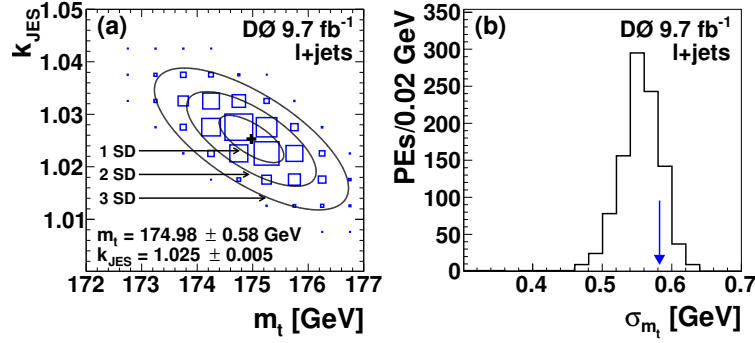 (a) DØ 9.7 fb⁻¹
l+jets
k_JES
1.05
1.04
1.03
1.02
1.01
1 SD
2 SD
3 SD
m_t = 174.98 ± 0.58 GeV
k_JES = 1.025 ± 0.005
172 173 174 175 176 177
m_t [GeV]
(b) DØ 9.7 fb⁻¹
l+jets
PEs/0.02 GeV
350
300
250
200
150
100
50
0
0.4 0.5 0.6 0.7
σ_m_t [GeV]